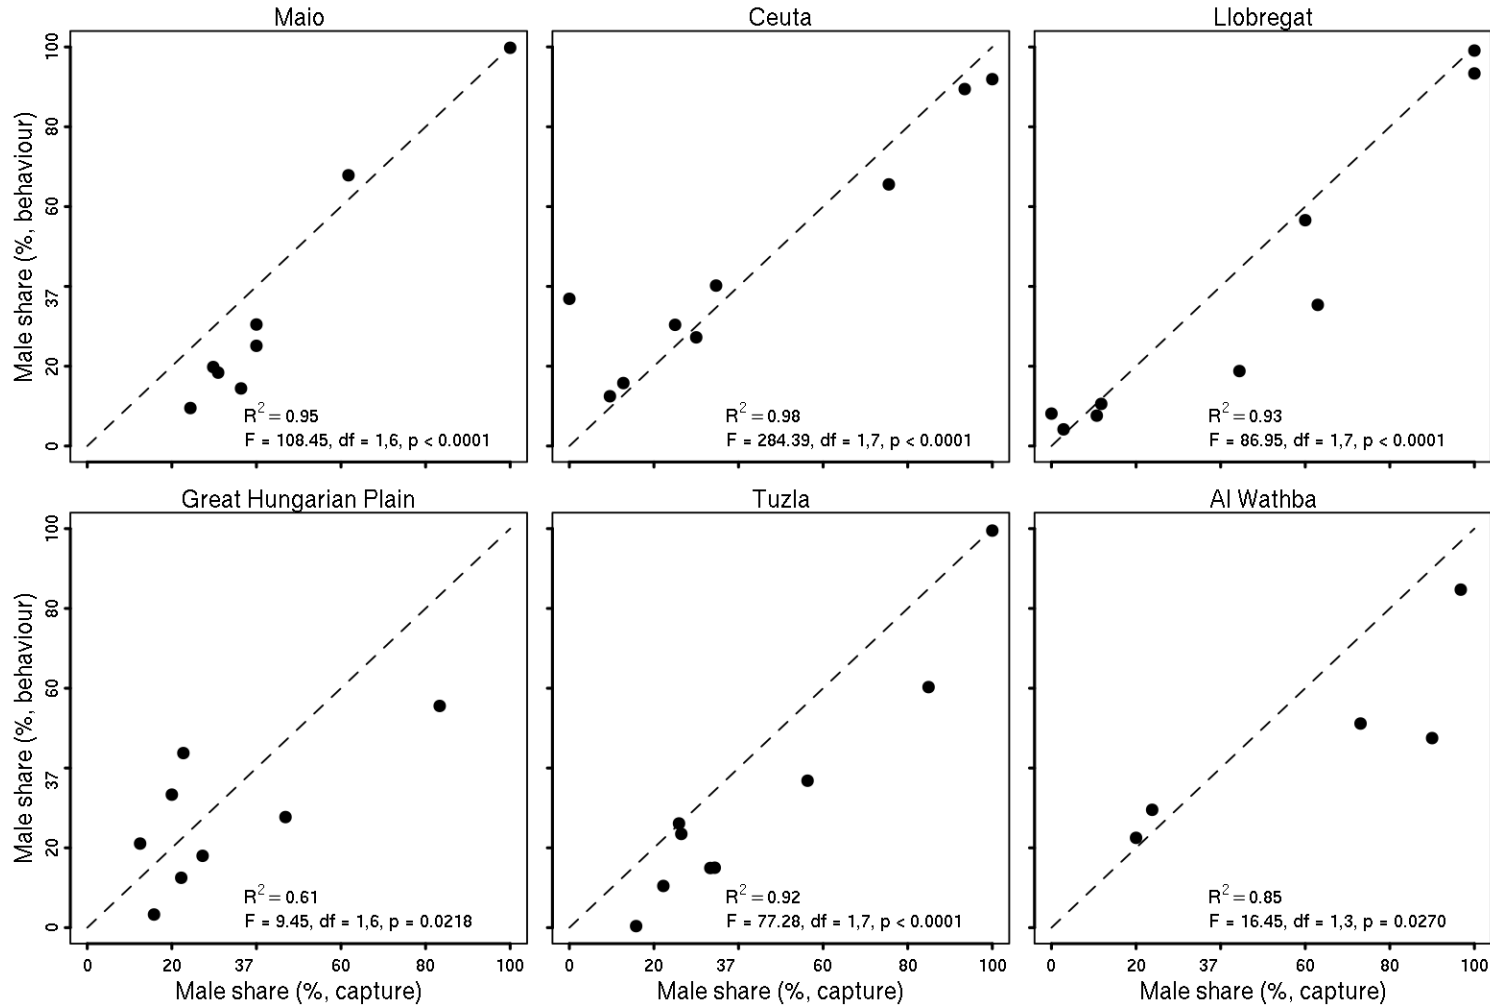 Maio
Ceuta
Llobregat
Male share (%, behaviour)
100
80
60
37
20
0
R2 = 0.95
F = 108.45, df = 1,6, p < 0.0001
R2 = 0.98
F = 284.39, df = 1,7, p < 0.0001
R2 = 0.93
F = 86.95, df = 1,7, p < 0.0001
Great Hungarian Plain
Tuzla
Al Wathba
Male share (%, behaviour)
100
80
60
37
20
0
R2 = 0.61
F = 9.45, df = 1,6, p = 0.0218
R2 = 0.92
F = 77.28, df = 1,7, p < 0.0001
R2 = 0.85
F = 16.45, df = 1,3, p = 0.0270
0 20 37 60 80 100
0 20 37 60 80 100
0 20 37 60 80 100
Male share (%, capture)
Male share (%, capture)
Male share (%, capture)